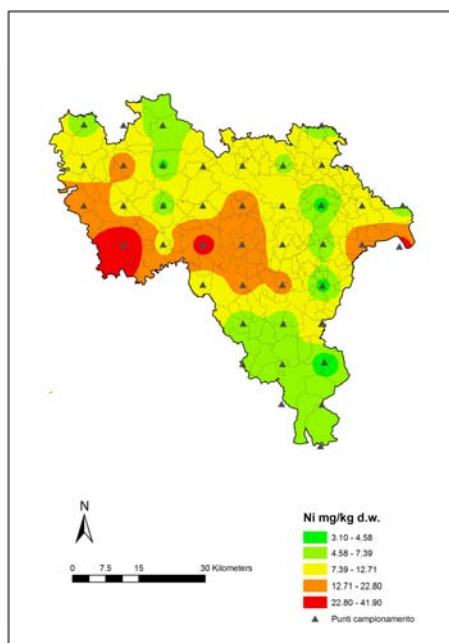 N
0 7.5 15 30 Kilometers
Ni mg/kg d.w.
3.10 - 4.58
4.58 - 7.39
7.39 - 12.71
12.71 - 22.80
22.80 - 41.90
Punti campionamento